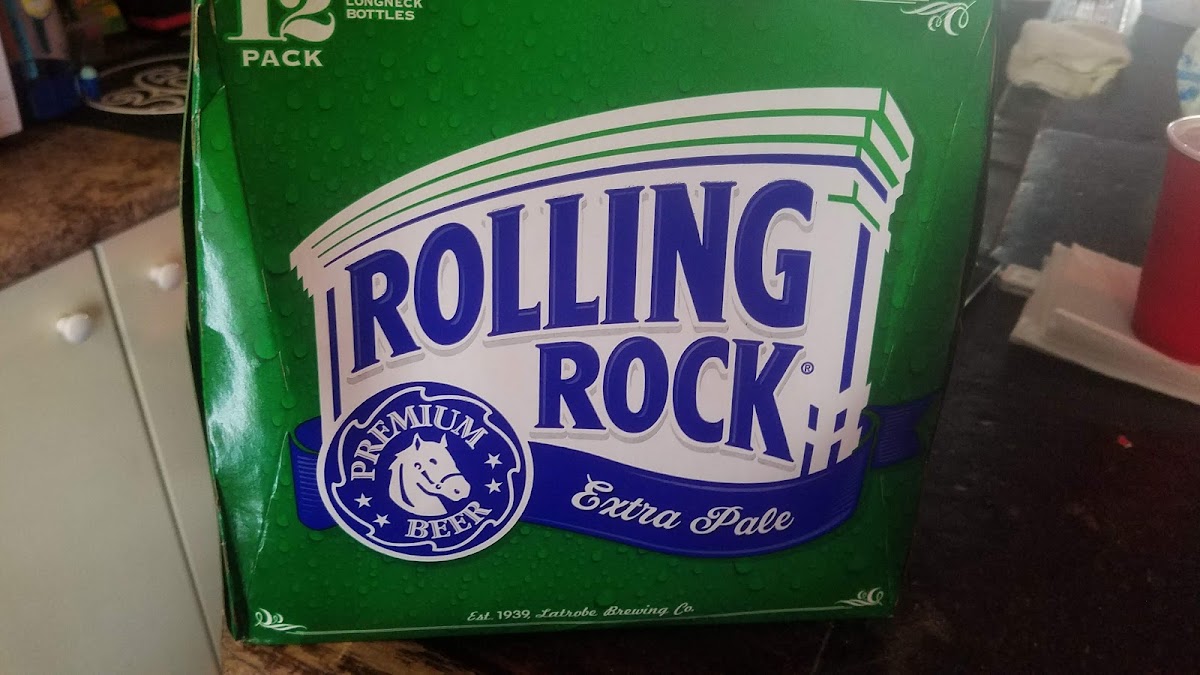 12
PACK
LONGNECK
BOTTLES
ROLLING
ROCK®
PREMIUM
BEER
Extra Pale
Est. 1939, Latrobe Brewing Co.